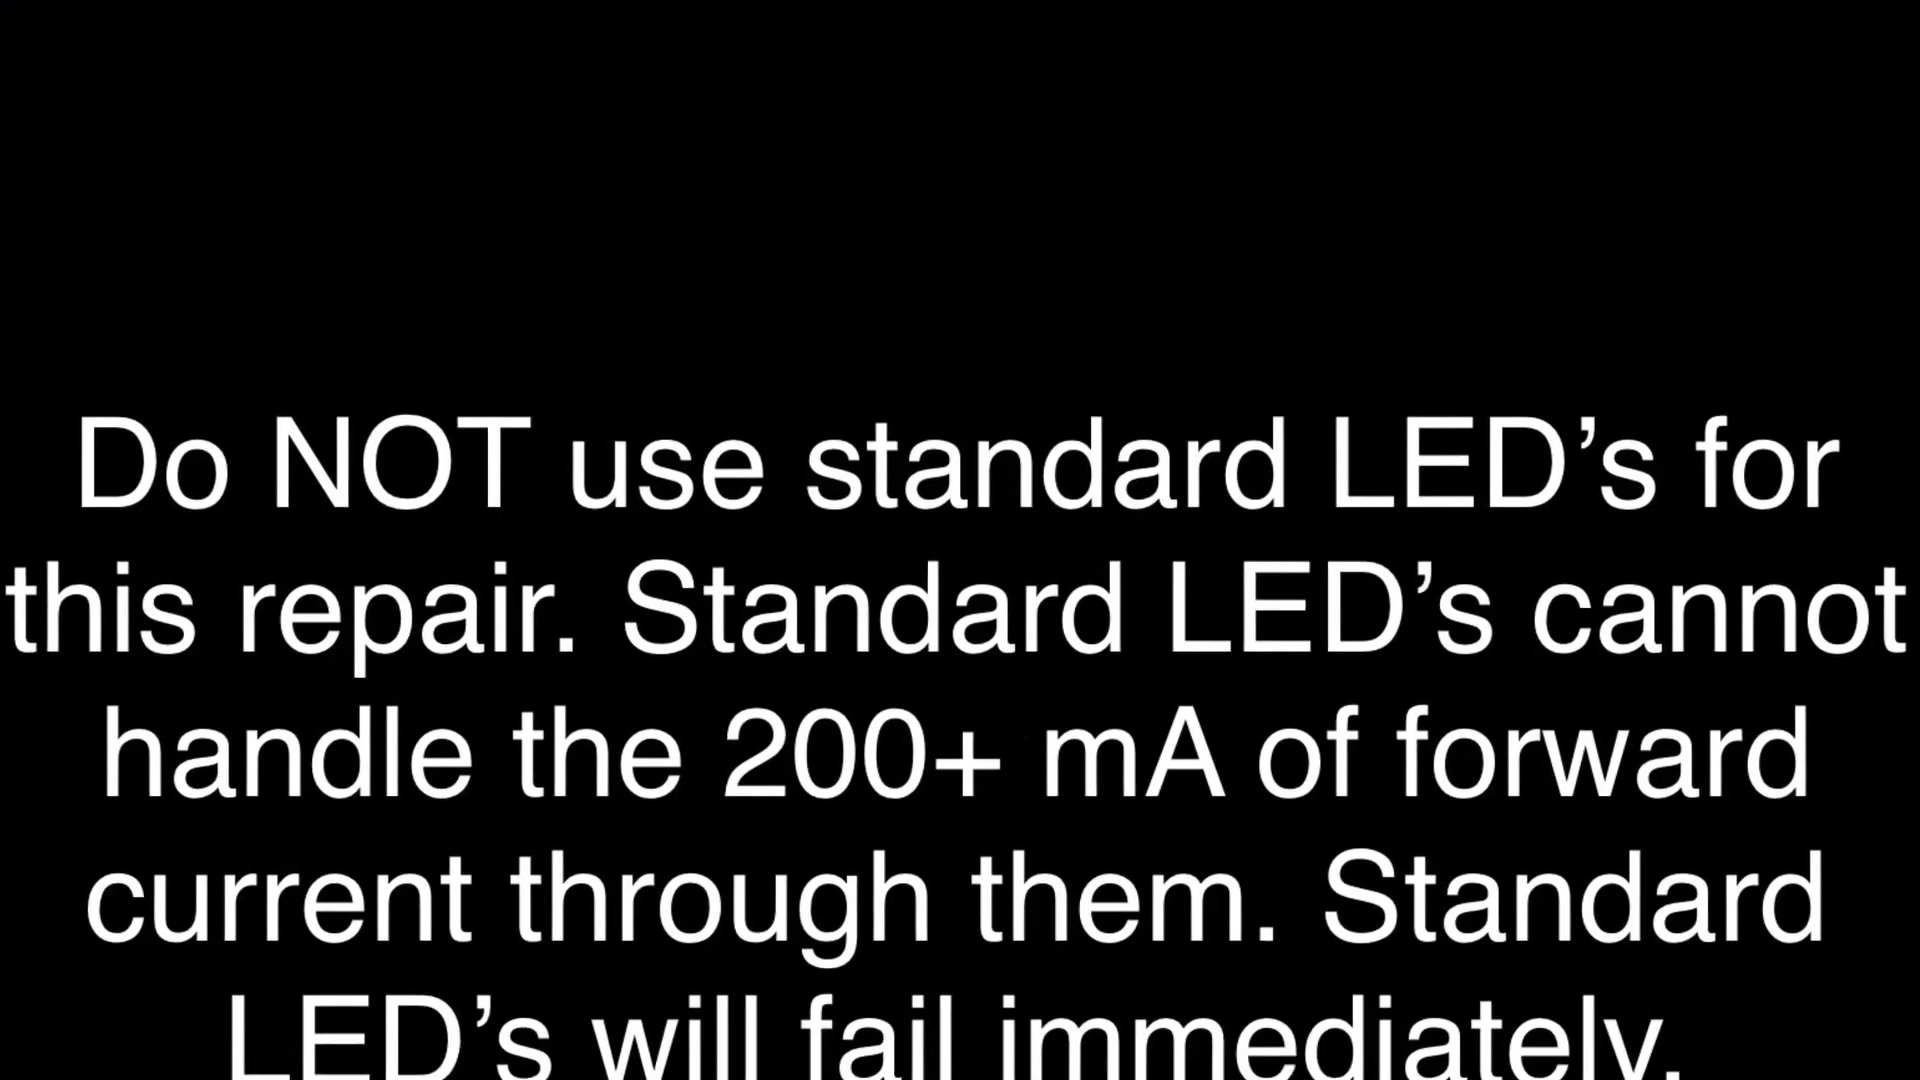 Do NOT use standard LED’s for
this repair. Standard LED’s cannot
handle the 200+ mA of forward
current through them. Standard
LED’s will fail immediately.